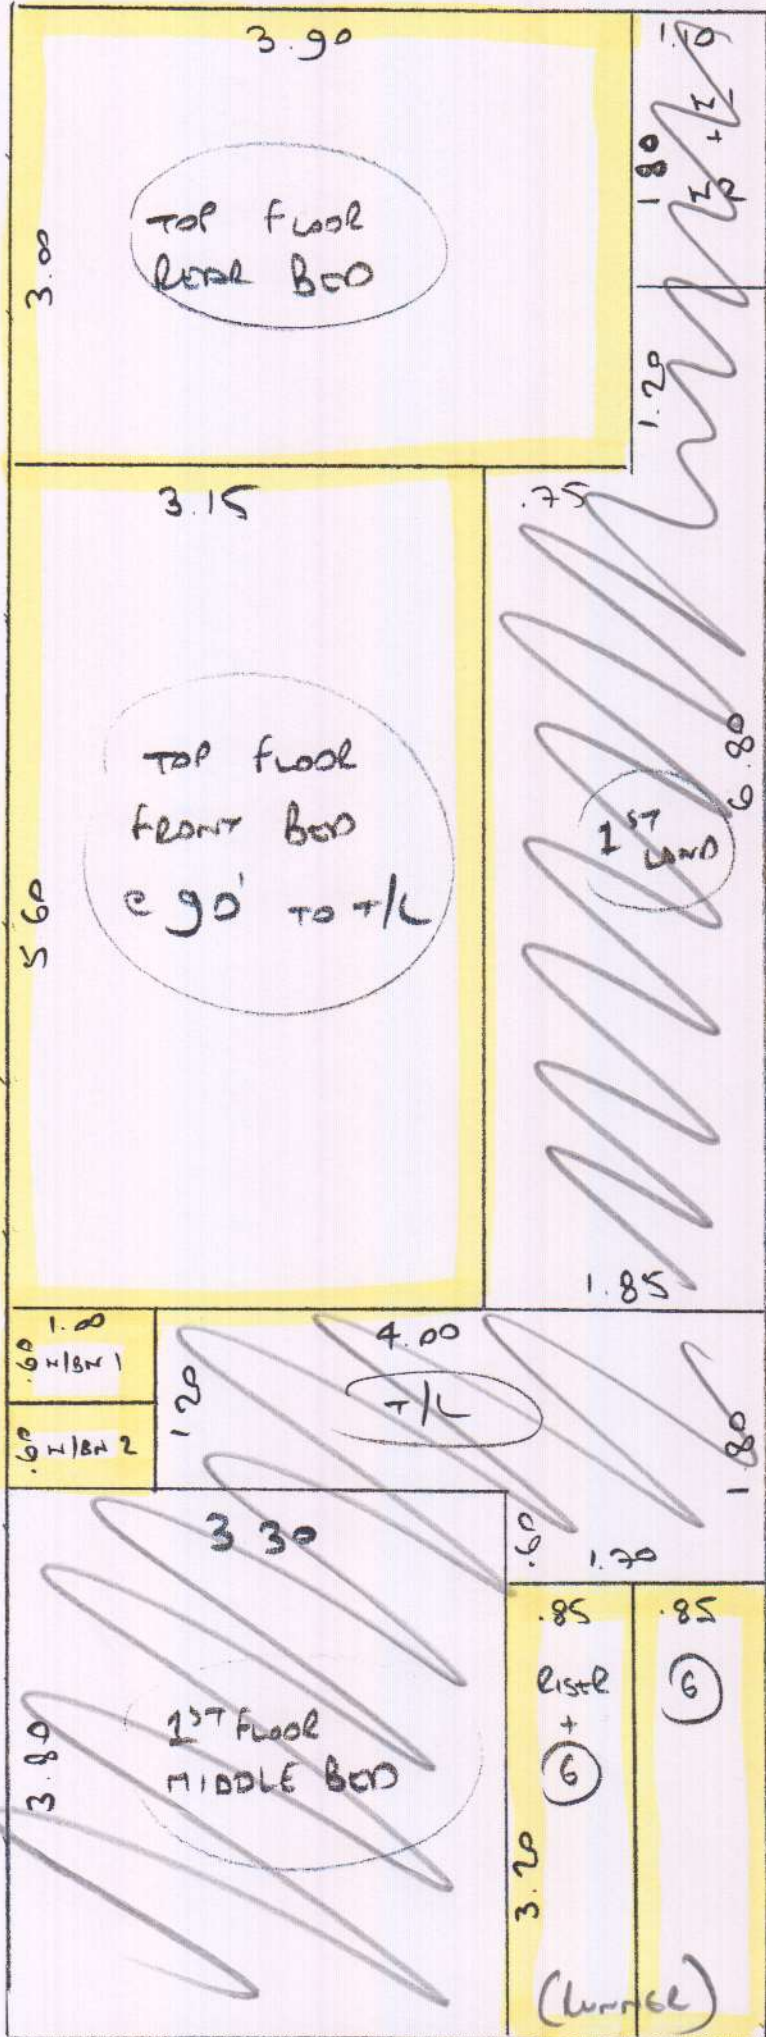 3.90
1.10
TOP FLOOR
REAR BED
3.00
1.80
1.20
3.15
.75
TOP FLOOR
FRONT BED
@ 90' TO T/L
5.60
1ST
LAND
6.80
1.85
1.00
.60 W/BN 1
.60 W/BN 2
1.20
4.00
T/L
1.80
3.30
.60
1.70
1ST FLOOR
MIDDLE BED
3.80
.85
RISER
+
6
3.20
.85
6
(RUNNER)